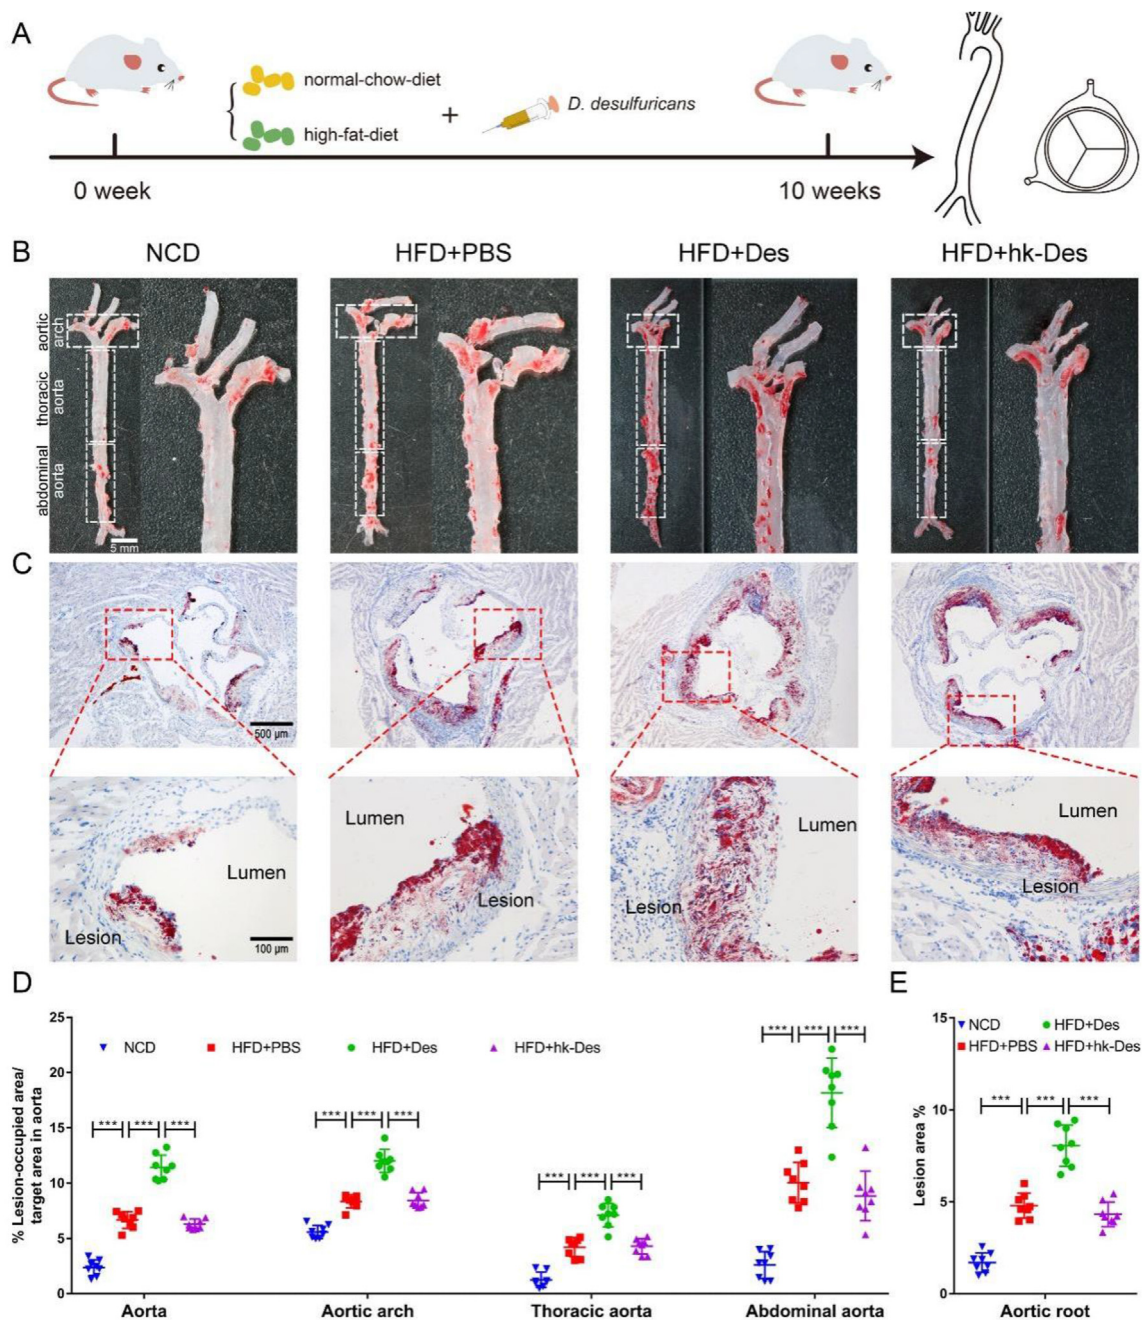 A
normal-chow-diet
high-fat-diet
+
D. desulfuricans
0 week
10 weeks
B
NCD
HFD+PBS
HFD+Des
HFD+hk-Des
aortic
arch
thoracic
aorta
abdominal
aorta
5 mm
C
500 µm
Lumen
Lesion
100 µm
Lumen
Lesion
Lumen
Lesion
Lumen
Lesion
D
% Lesion-occupied area/
target area in aorta
25
20
15
10
5
0
NCD
HFD+PBS
HFD+Des
HFD+hk-Des
*** *** ***
*** *** ***
*** *** ***
*** *** ***
Aorta
Aortic arch
Thoracic aorta
Abdominal aorta
E
Lesion area %
15
10
5
0
NCD
HFD+Des
HFD+PBS
HFD+hk-Des
*** *** ***
Aortic root